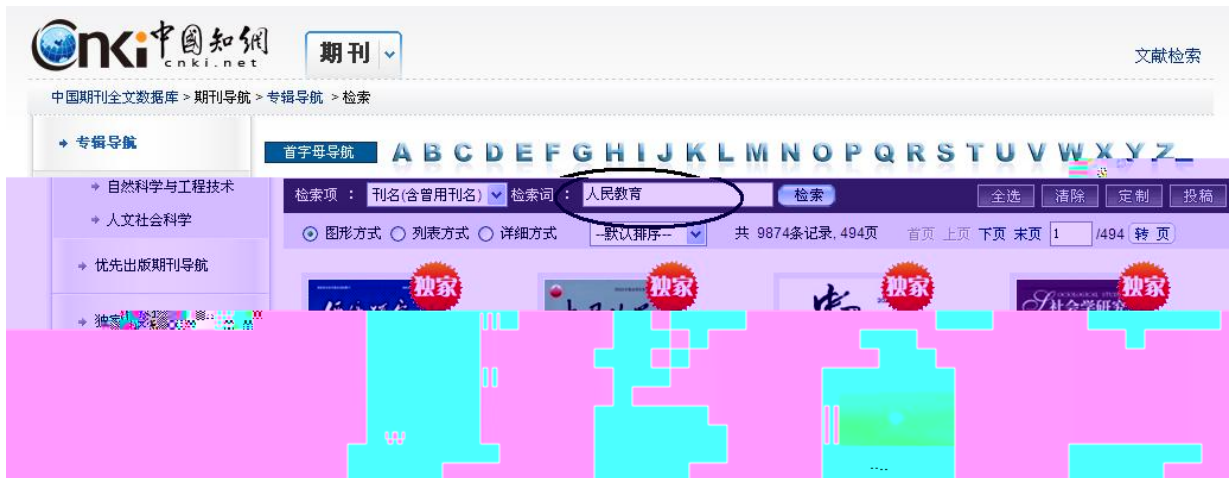 cnki中國知網
cnki.net
期刊
文献检索
中国期刊全文数据库 > 期刊导航 > 专辑导航 > 检索
专辑导航
首字母导航 A B C D E F G H I J K L M N O P Q R S T U V W X Y Z
自然科学与工程技术
检索项 : 刊名(含曾用刊名) 检索词 : 人民教育 检索 全选 清除 定制 投稿
人文社会科学
图形方式 列表方式 详细方式 --默认排序-- 共 9874条记录, 494页 首页 上页 下页 末页 1 /494 转 页
优先出版期刊导航
独家 独家 独家 独家
社会学研究
独家